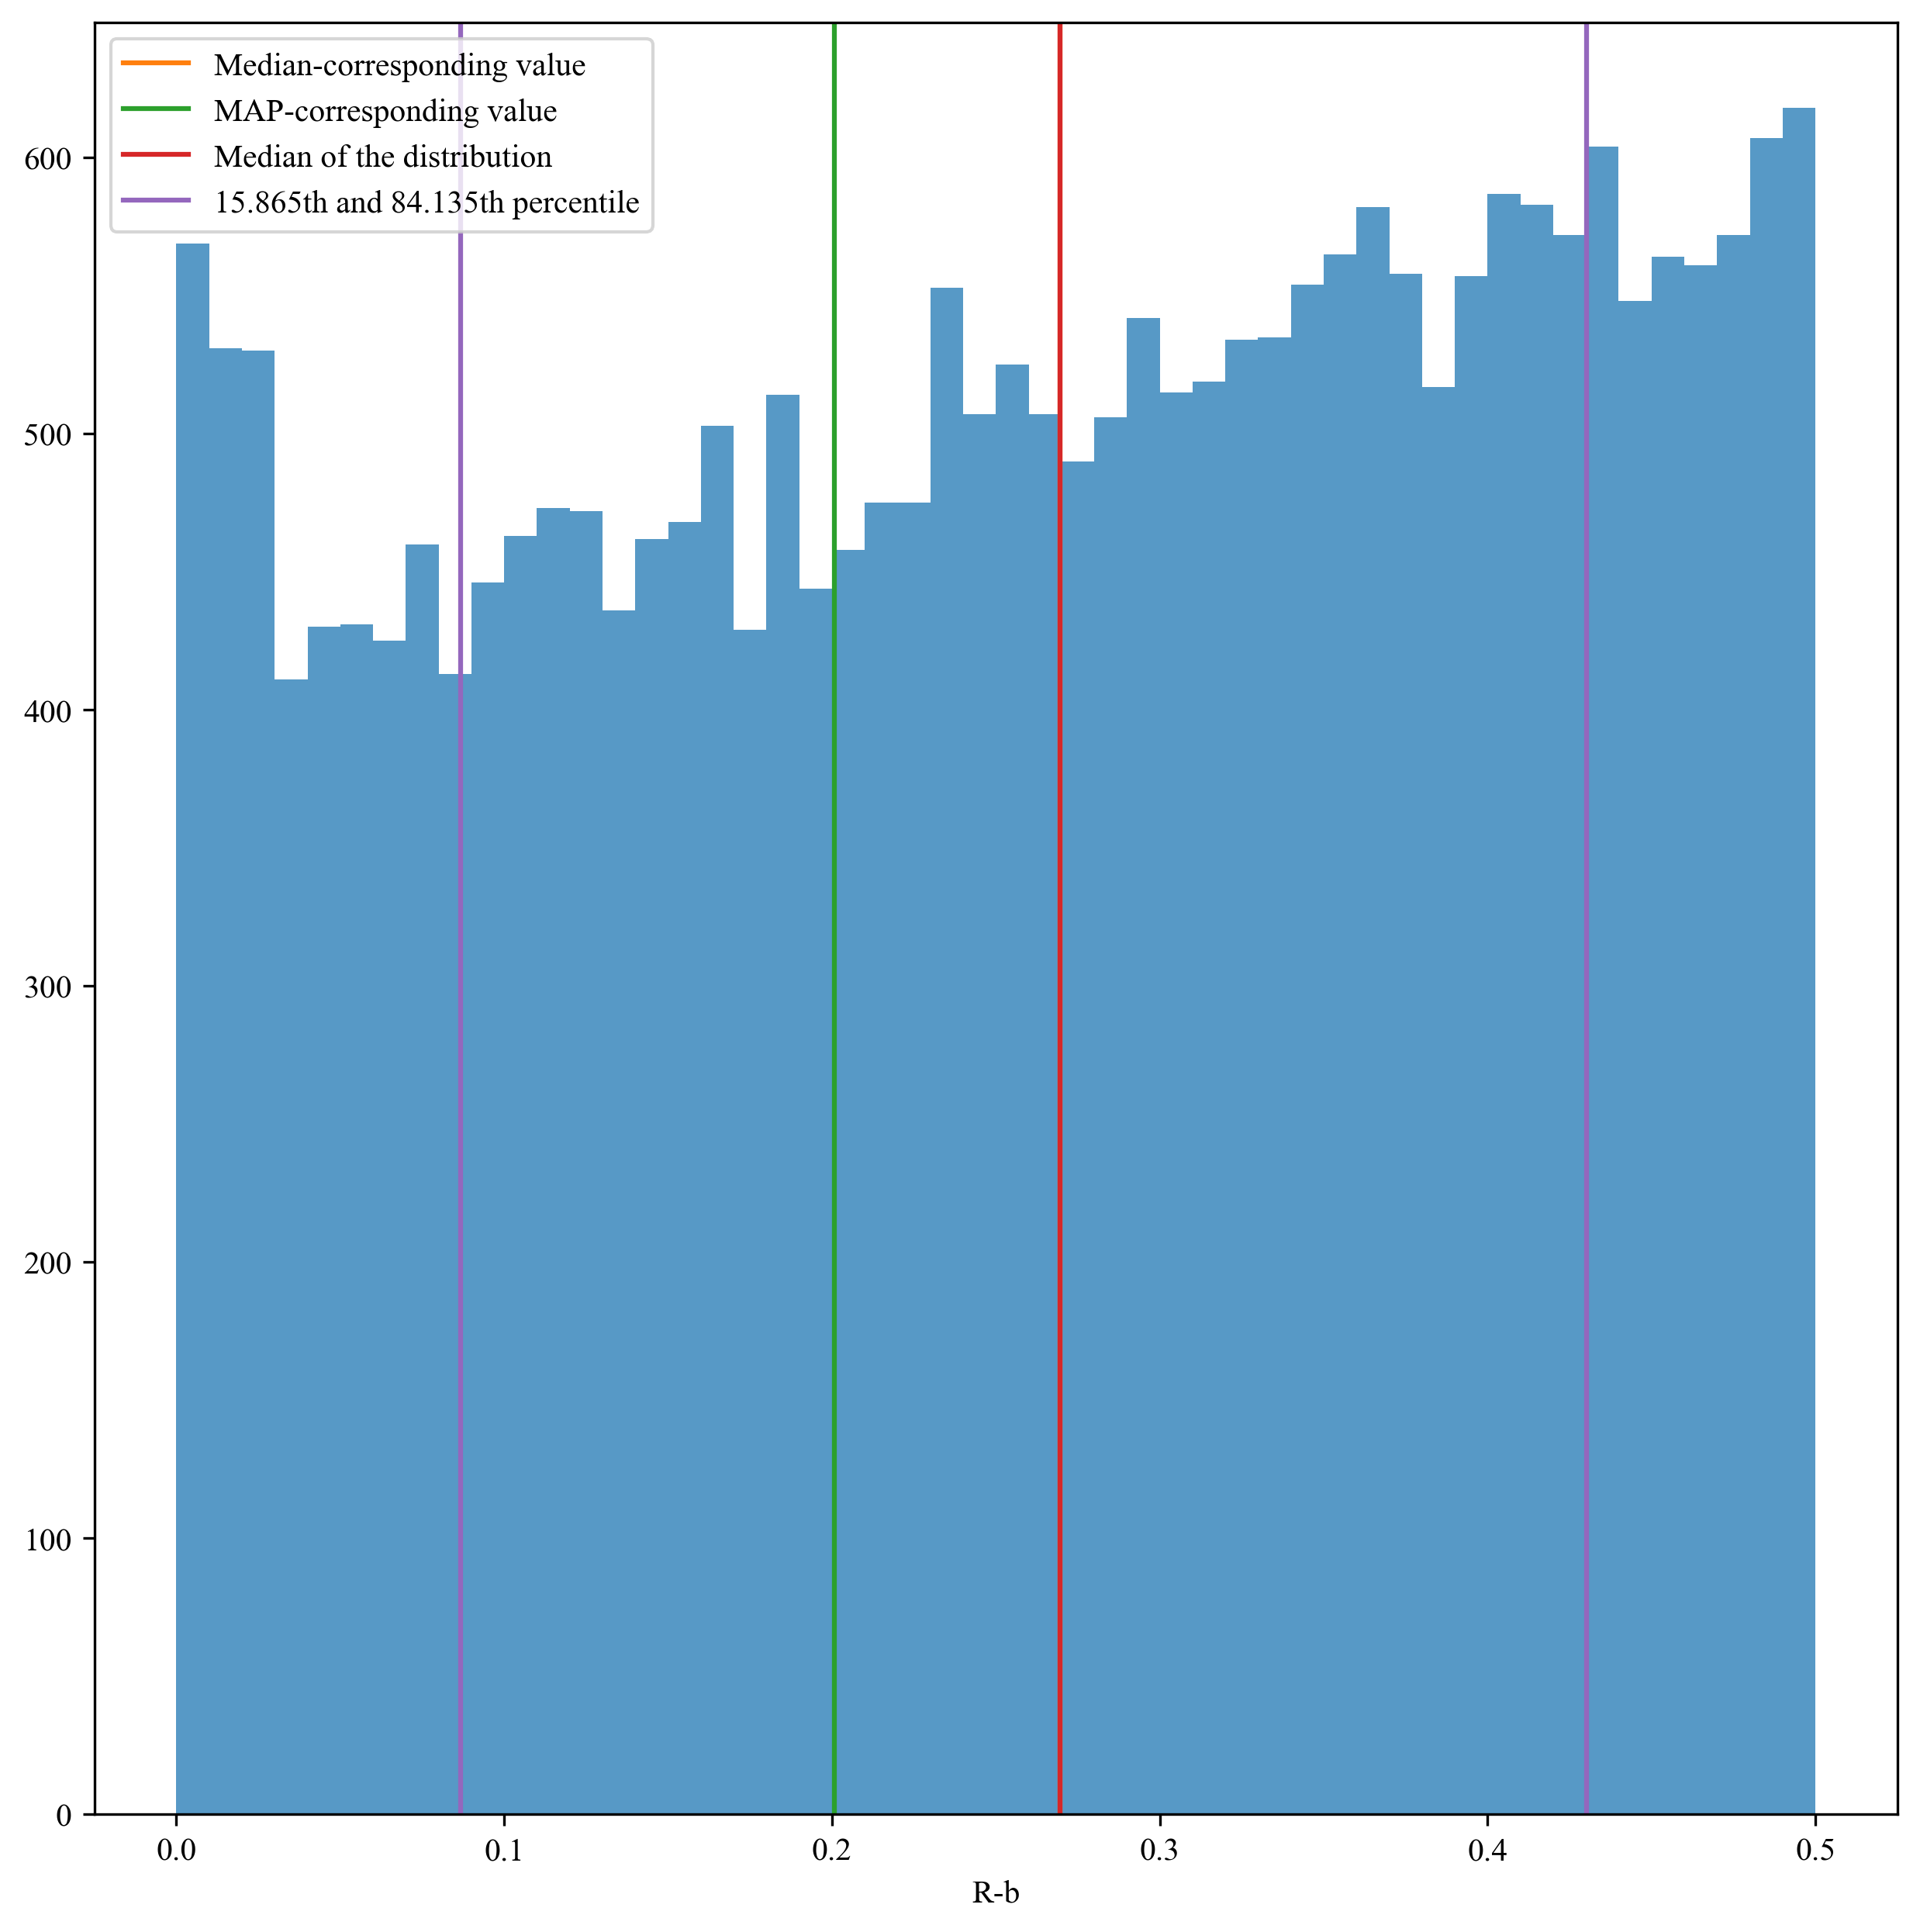 Median-corresponding value
MAP-corresponding value
Median of the distribution
15.865th and 84.135th percentile
600
500
400
300
200
100
0
0.0 0.1 0.2 0.3 0.4 0.5
R-b